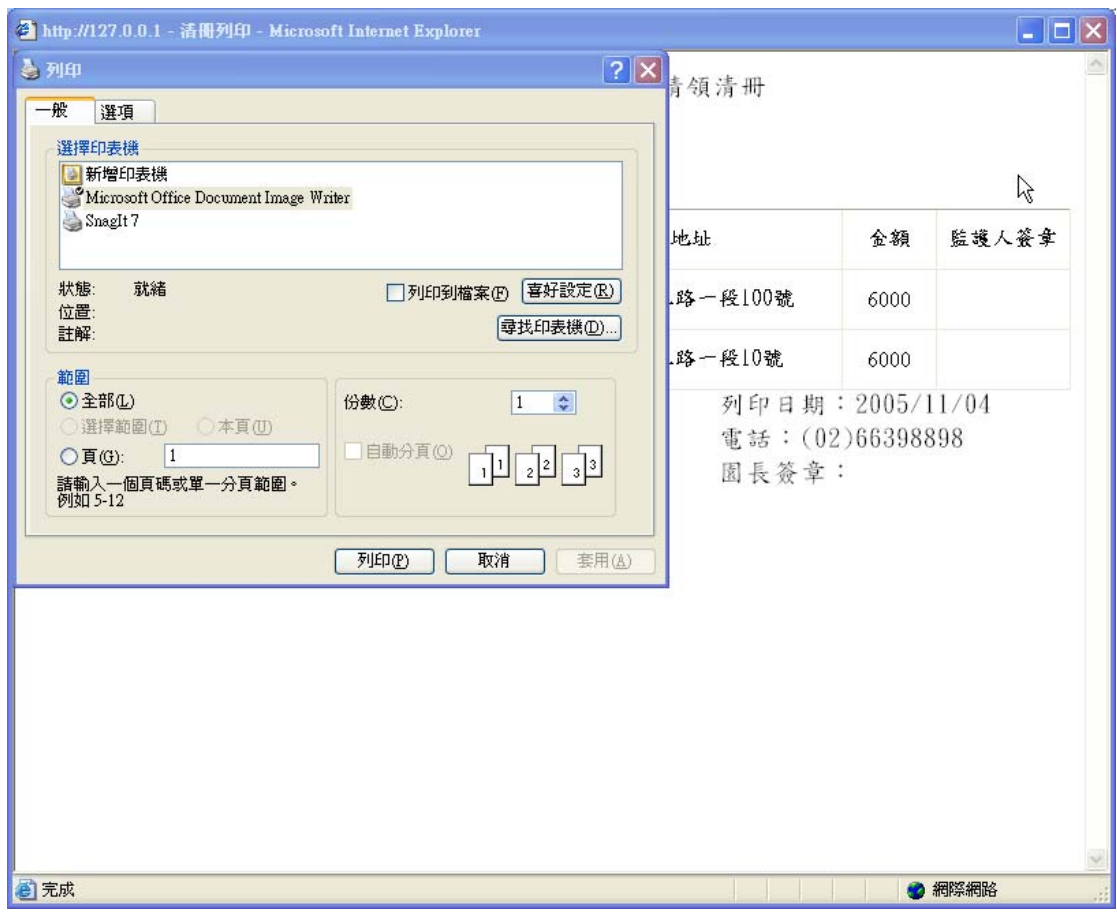 http://127.0.0.1 - 清冊列印 - Microsoft Internet Explorer
列印
一般
選項
選擇印表機
新增印表機
Microsoft Office Document Image Writer
SnagIt 7
狀態:
就緒
位置:
註解:
列印到檔案(F)
喜好設定(R)
尋找印表機(D)...
範圍
全部(L)
選擇範圍(T)
本頁(U)
頁(G):
1
請輸入一個頁碼或單一分頁範圍。
例如 5-12
份數(C):
1
自動分頁(O)
1 1 2 2 3 3
列印(P)
取消
套用(A)
請領清冊
地址
金額
監護人簽章
路一段100號
6000
路一段10號
6000
列印日期：2005/11/04
電話：(02)66398898
園長簽章：
完成
網際網路